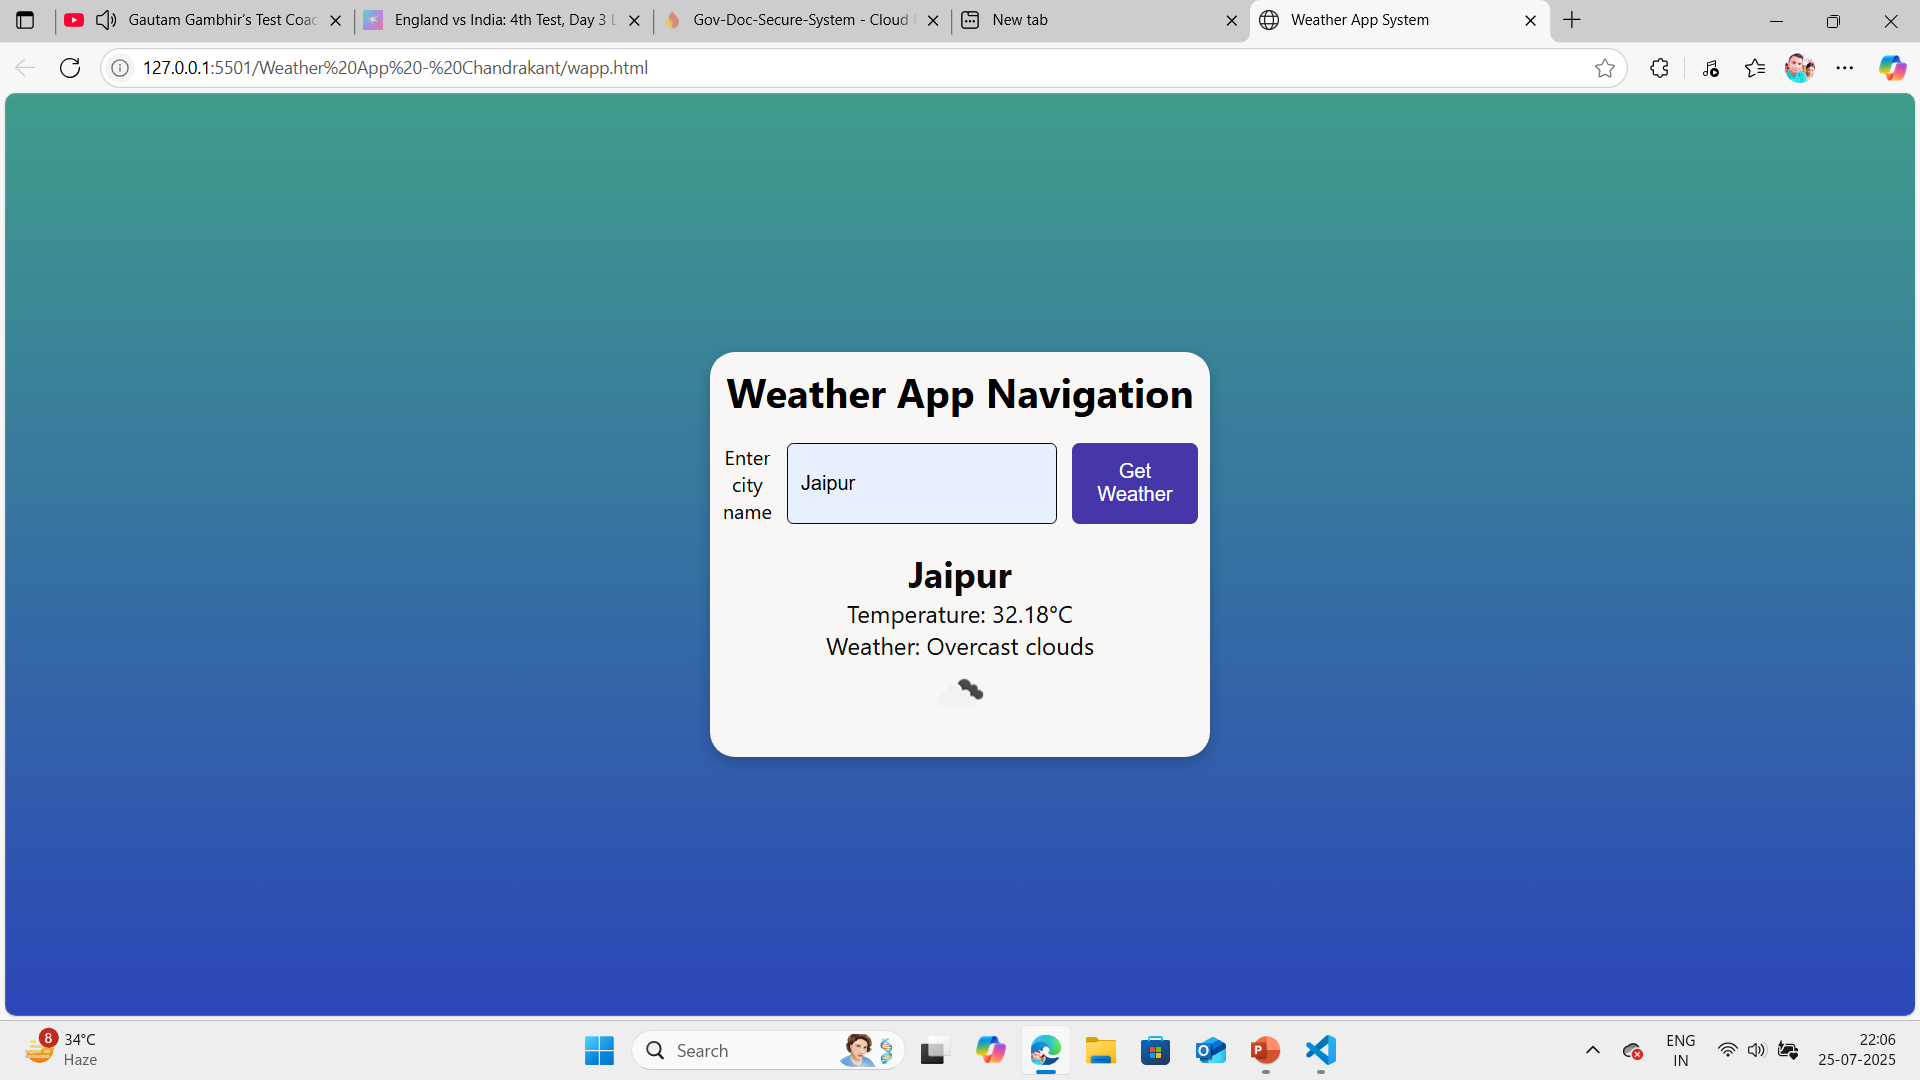 Gautam Gambhir's Test Coac
England vs India: 4th Test, Day 3 L
Gov-Doc-Secure-System - Cloud
New tab
Weather App System
127.0.0.1:5501/Weather%20App%20-%20Chandrakant/wapp.html
Weather App Navigation
Enter
city
name
Jaipur
Get
Weather
Jaipur
Temperature: 32.18°C
Weather: Overcast clouds
8
34°C
Haze
Search
ENG
IN
22:06
25-07-2025